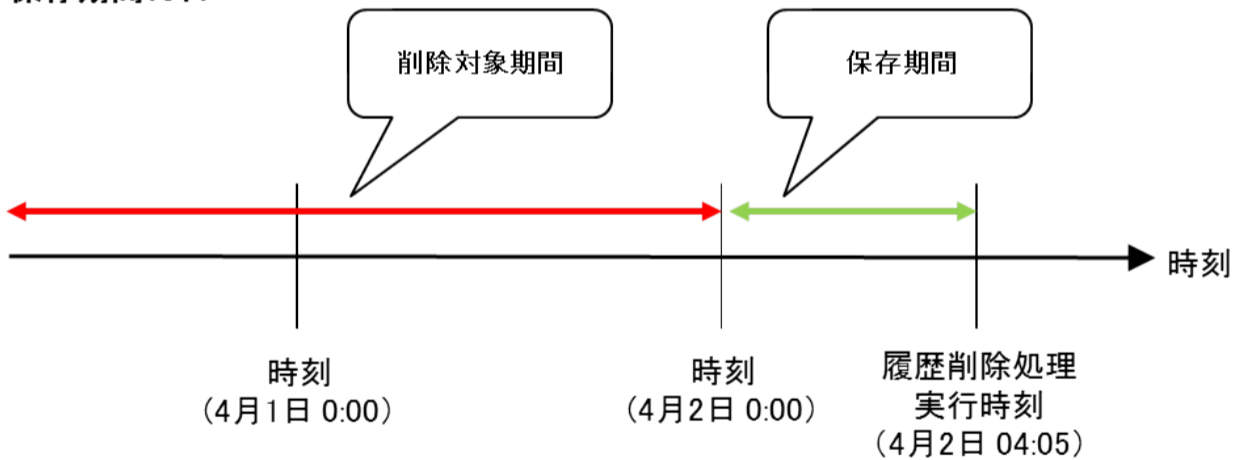 削除対象期間
保存期間
時刻
時刻
（4月1日 0:00）
時刻
（4月2日 0:00）
履歴削除処理
実行時刻
（4月2日 04:05）